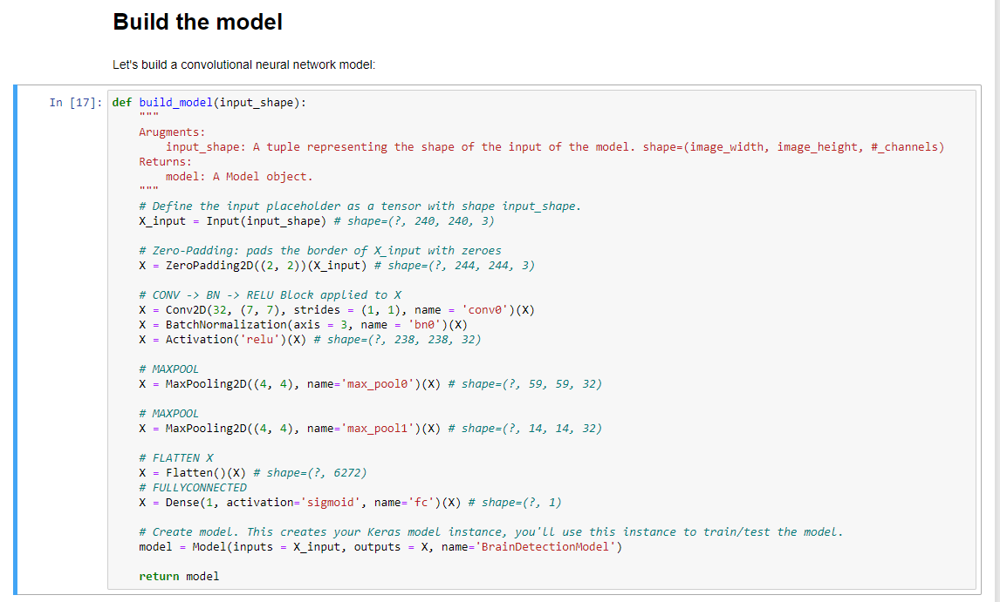 Build the model
Let's build a convolutional neural network model:
In [17]: def build_model(input_shape):
    """
    Arugments:
        input_shape: A tuple representing the shape of the input of the model. shape=(image_width, image_height, #_channels)
    Returns:
        model: A Model object.
    """
    # Define the input placeholder as a tensor with shape input_shape.
    X_input = Input(input_shape) # shape=(?, 240, 240, 3)

    # Zero-Padding: pads the border of X_input with zeroes
    X = ZeroPadding2D((2, 2))(X_input) # shape=(?, 244, 244, 3)

    # CONV -> BN -> RELU Block applied to X
    X = Conv2D(32, (7, 7), strides = (1, 1), name = 'conv0')(X)
    X = BatchNormalization(axis = 3, name = 'bn0')(X)
    X = Activation('relu')(X) # shape=(?, 238, 238, 32)

    # MAXPOOL
    X = MaxPooling2D((4, 4), name='max_pool0')(X) # shape=(?, 59, 59, 32)

    # MAXPOOL
    X = MaxPooling2D((4, 4), name='max_pool1')(X) # shape=(?, 14, 14, 32)

    # FLATTEN X
    X = Flatten()(X) # shape=(?, 6272)
    # FULLYCONNECTED
    X = Dense(1, activation='sigmoid', name='fc')(X) # shape=(?, 1)

    # Create model. This creates your Keras model instance, you'll use this instance to train/test the model.
    model = Model(inputs = X_input, outputs = X, name='BrainDetectionModel')

    return model